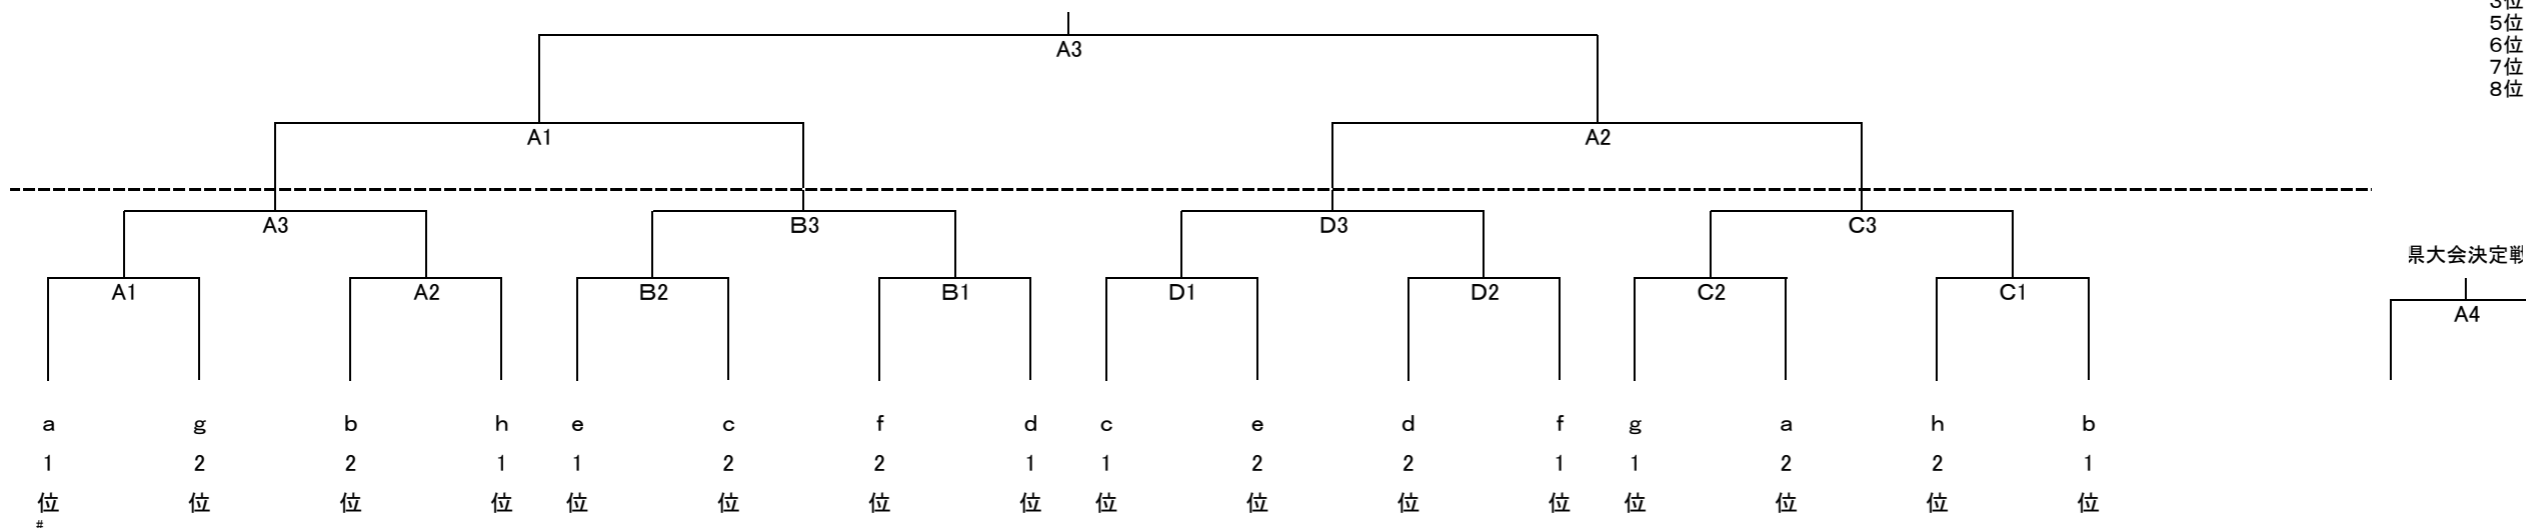 3位
5位
6位
7位
8位
A3
A1 A2
A3 B3 D3 C3
県大会決定戦
A1 A2 B2 B1 D1 D2 C2 C1
A4
a g b h e c f d c e d f g a h b
1 2 2 1 1 2 2 1 1 2 2 1 1 2 2 1
位 位 位 位 位 位 位 位 位 位 位 位 位 位 位 位
#